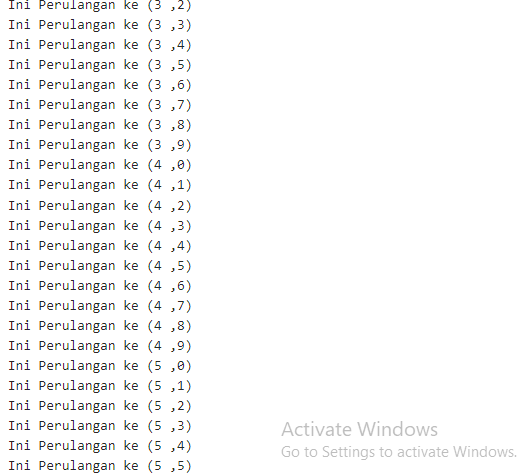 Ini Perulangan ke (3 ,2)
Ini Perulangan ke (3 ,3)
Ini Perulangan ke (3 ,4)
Ini Perulangan ke (3 ,5)
Ini Perulangan ke (3 ,6)
Ini Perulangan ke (3 ,7)
Ini Perulangan ke (3 ,8)
Ini Perulangan ke (3 ,9)
Ini Perulangan ke (4 ,0)
Ini Perulangan ke (4 ,1)
Ini Perulangan ke (4 ,2)
Ini Perulangan ke (4 ,3)
Ini Perulangan ke (4 ,4)
Ini Perulangan ke (4 ,5)
Ini Perulangan ke (4 ,6)
Ini Perulangan ke (4 ,7)
Ini Perulangan ke (4 ,8)
Ini Perulangan ke (4 ,9)
Ini Perulangan ke (5 ,0)
Ini Perulangan ke (5 ,1)
Ini Perulangan ke (5 ,2)
Ini Perulangan ke (5 ,3)
Ini Perulangan ke (5 ,4)
Ini Perulangan ke (5 ,5)
Activate Windows
Go to Settings to activate Windows.